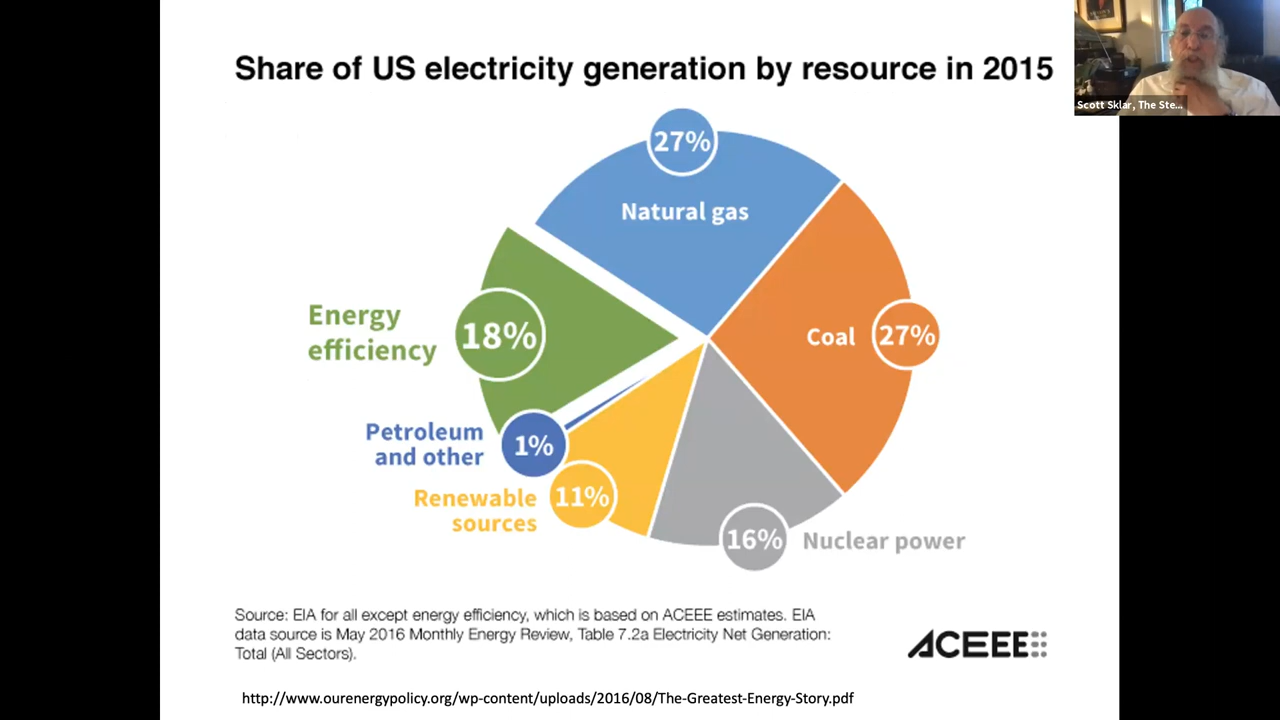 Share of US electricity generation by resource in 2015
Scott Sklar, The Ste...
27%
Natural gas
Coal
27%
Energy
efficiency
18%
Petroleum
and other
1%
Renewable
sources
11%
16%
Nuclear power
Source: EIA for all except energy efficiency, which is based on ACEEE estimates. EIA
data source is May 2016 Monthly Energy Review, Table 7.2a Electricity Net Generation:
Total (All Sectors).
ACEEE
http://www.ourenergypolicy.org/wp-content/uploads/2016/08/The-Greatest-Energy-Story.pdf